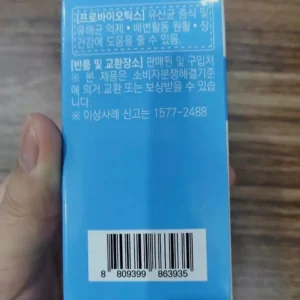 [프로바이오틱스] 유산균 증식 및
유해균 억제·배변활동 원활·장
건강에 도움을 줄 수 있음
[반품 및 교환장소] 판매원 및 구입처
※ 본 제품은 소비자분쟁해결기준
에 의거 교환 또는 보상받을 수 있습
니다.
※ 이상사례 신고는 1577-2488
8 809399 863935